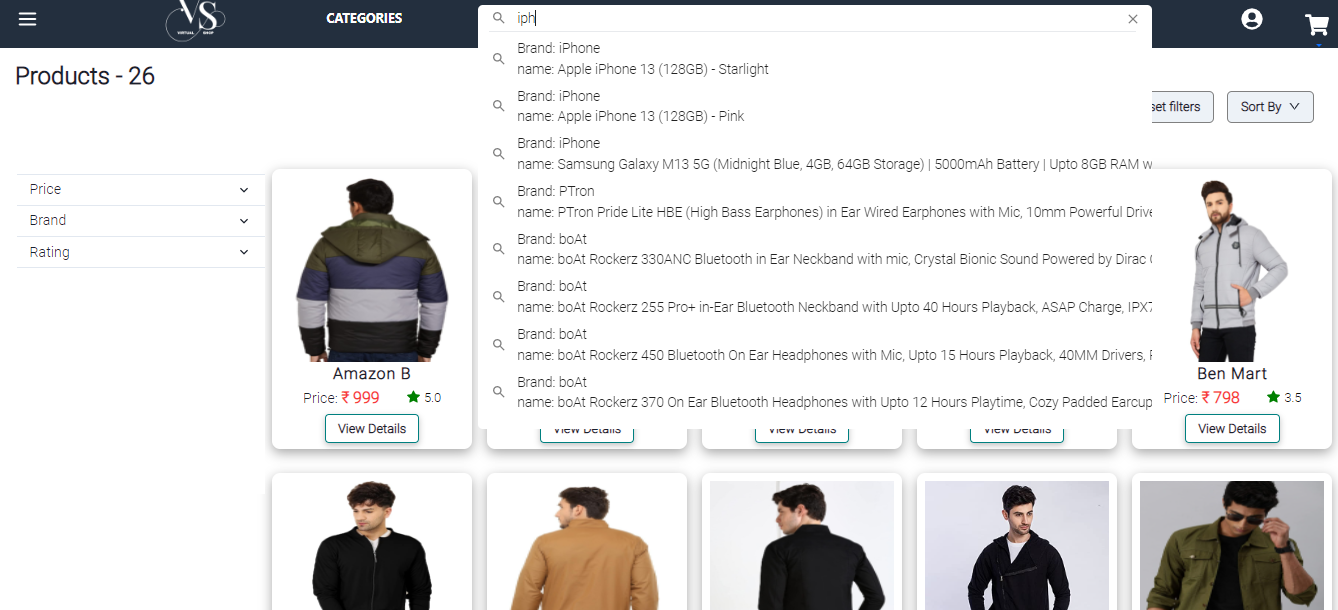 VS
VIRTUAL SHOP
CATEGORIES
iph
Products - 26
Brand: iPhone
name: Apple iPhone 13 (128GB) - Starlight
Brand: iPhone
name: Apple iPhone 13 (128GB) - Pink
Brand: iPhone
name: Samsung Galaxy M13 5G (Midnight Blue, 4GB, 64GB Storage) | 5000mAh Battery | Upto 8GB RAM w
Brand: PTron
name: PTron Pride Lite HBE (High Bass Earphones) in Ear Wired Earphones with Mic, 10mm Powerful Drive
Brand: boAt
name: boAt Rockerz 330ANC Bluetooth in Ear Neckband with mic, Crystal Bionic Sound Powered by Dirac
Brand: boAt
name: boAt Rockerz 255 Pro+ in-Ear Bluetooth Neckband with Upto 40 Hours Playback, ASAP Charge, IPX7
Brand: boAt
name: boAt Rockerz 450 Bluetooth On Ear Headphones with Mic, Upto 15 Hours Playback, 40MM Drivers,
Brand: boAt
name: boAt Rockerz 370 On Ear Bluetooth Headphones with Upto 12 Hours Playtime, Cozy Padded Earcup
set filters
Sort By
Price
Brand
Rating
Amazon B
Price: ₹ 999 5.0
View Details
View Details
View Details
View Details
Ben Mart
Price: ₹ 798 3.5
View Details